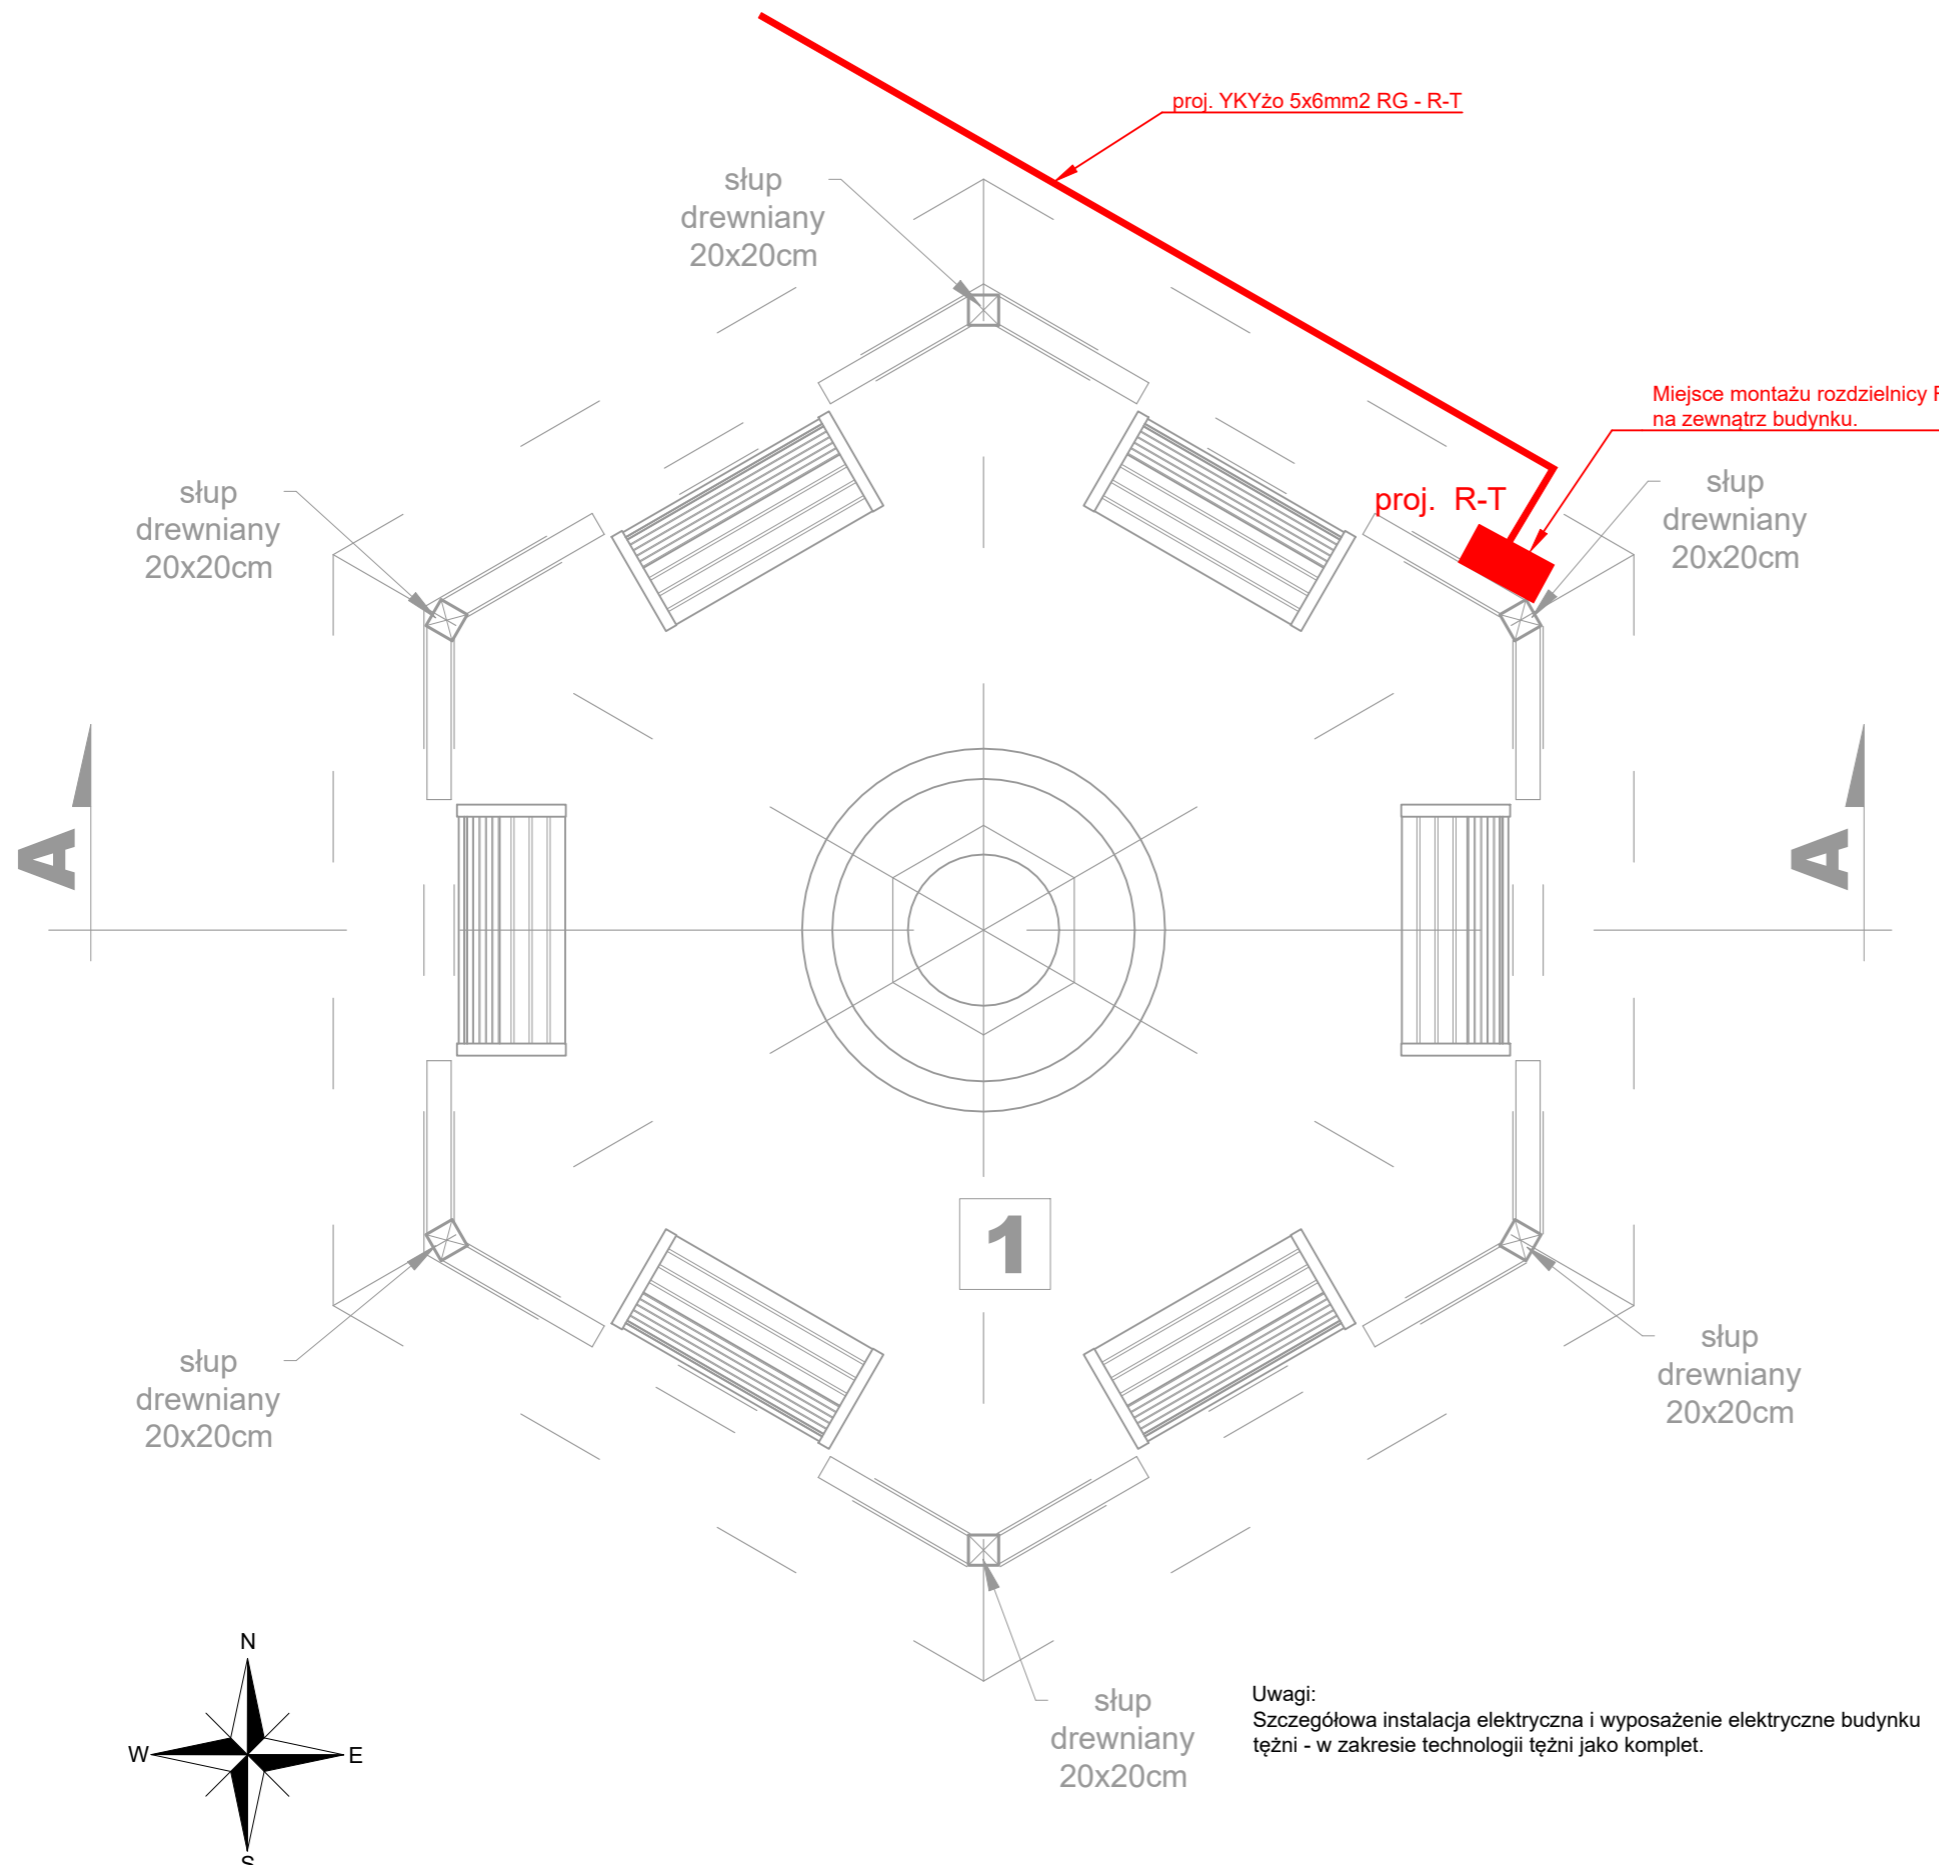 proj. YKYżo 5x6mm2 RG - R-T
słup
drewniany
20x20cm
Miejsce montażu rozdzielnicy
na zewnątrz budynku.
proj. R-T
słup
drewniany
20x20cm
słup
drewniany
20x20cm
A
A
1
słup
drewniany
20x20cm
słup
drewniany
20x20cm
N
W
E
S
słup
drewniany
20x20cm
Uwagi:
Szczegółowa instalacja elektryczna i wyposażenie elektryczne budynku
tężni - w zakresie technologii tężni jako komplet.